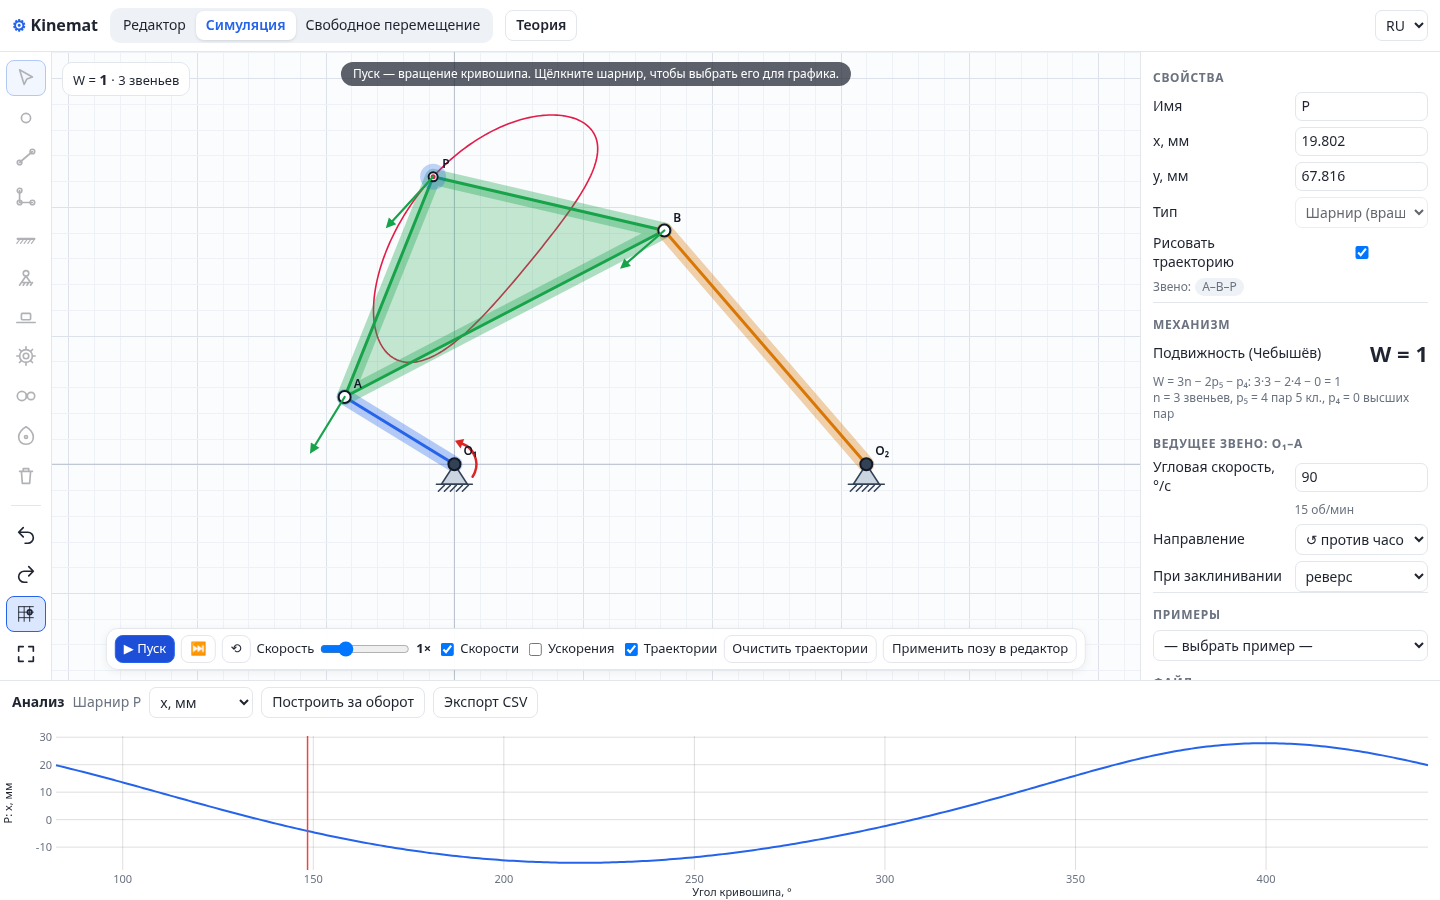 ⚙ Kinemat Редактор Симуляция Свободное перемещение Теория RU
W = 1 · 3 звеньев
Пуск — вращение кривошипа. Щёлкните шарнир, чтобы выбрать его для графика.
P
B
A
O₁
O₂
▶ Пуск ⏩ ⟲ Скорость 1× Скорости Ускорения Траектории Очистить траектории Применить позу в редактор
СВОЙСТВА
Имя P
x, мм 19.802
y, мм 67.816
Тип Шарнир (вращ
Рисовать
траекторию
Звено: A–B–P
МЕХАНИЗМ
Подвижность (Чебышёв) W = 1
W = 3n − 2p₅ − p₄: 3·3 − 2·4 − 0 = 1
n = 3 звеньев, p₅ = 4 пар 5 кл., p₄ = 0 высших
пар
ВЕДУЩЕЕ ЗВЕНО: O₁–A
Угловая скорость,
°/с 90
15 об/мин
Направление ↺ против часо
При заклинивании реверс
ПРИМЕРЫ
— выбрать пример —
Анализ Шарнир P x, мм Построить за оборот Экспорт CSV
P: x, мм
30
20
10
0
-10
100 150 200 250 300 350 400
Угол кривошипа, °